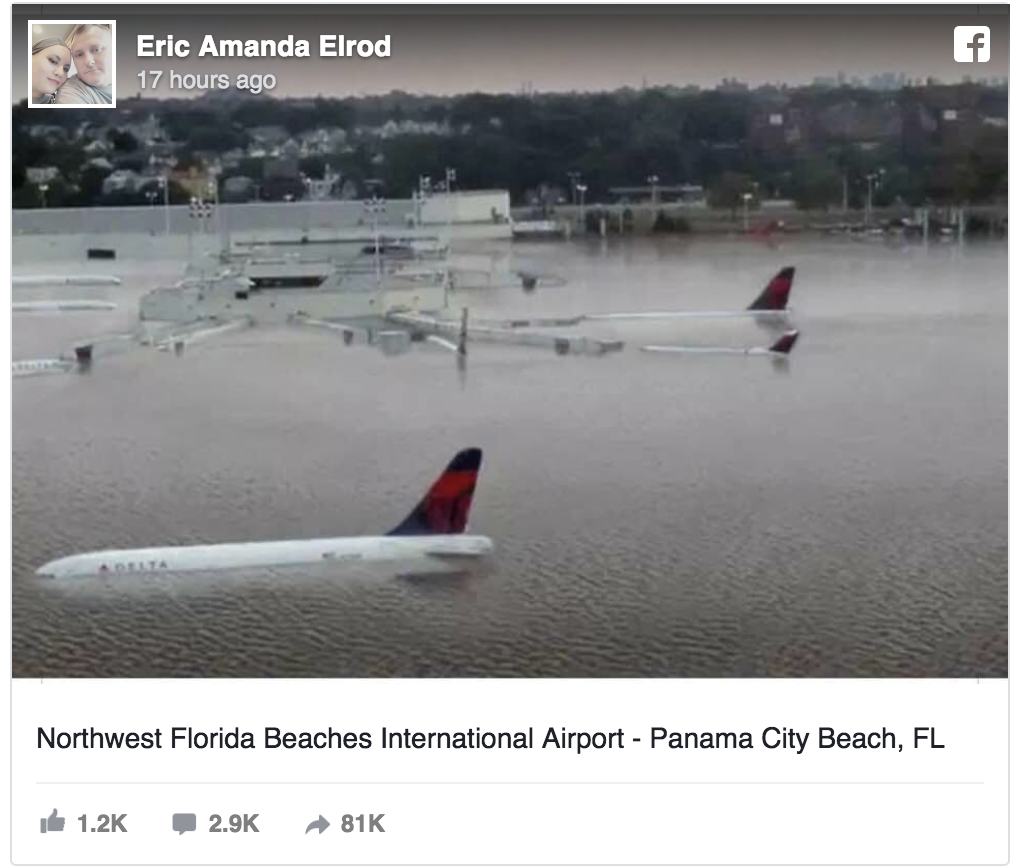 Eric Amanda Elrod
17 hours ago
DELTA
Northwest Florida Beaches International Airport - Panama City Beach, FL
1.2K 2.9K 81K